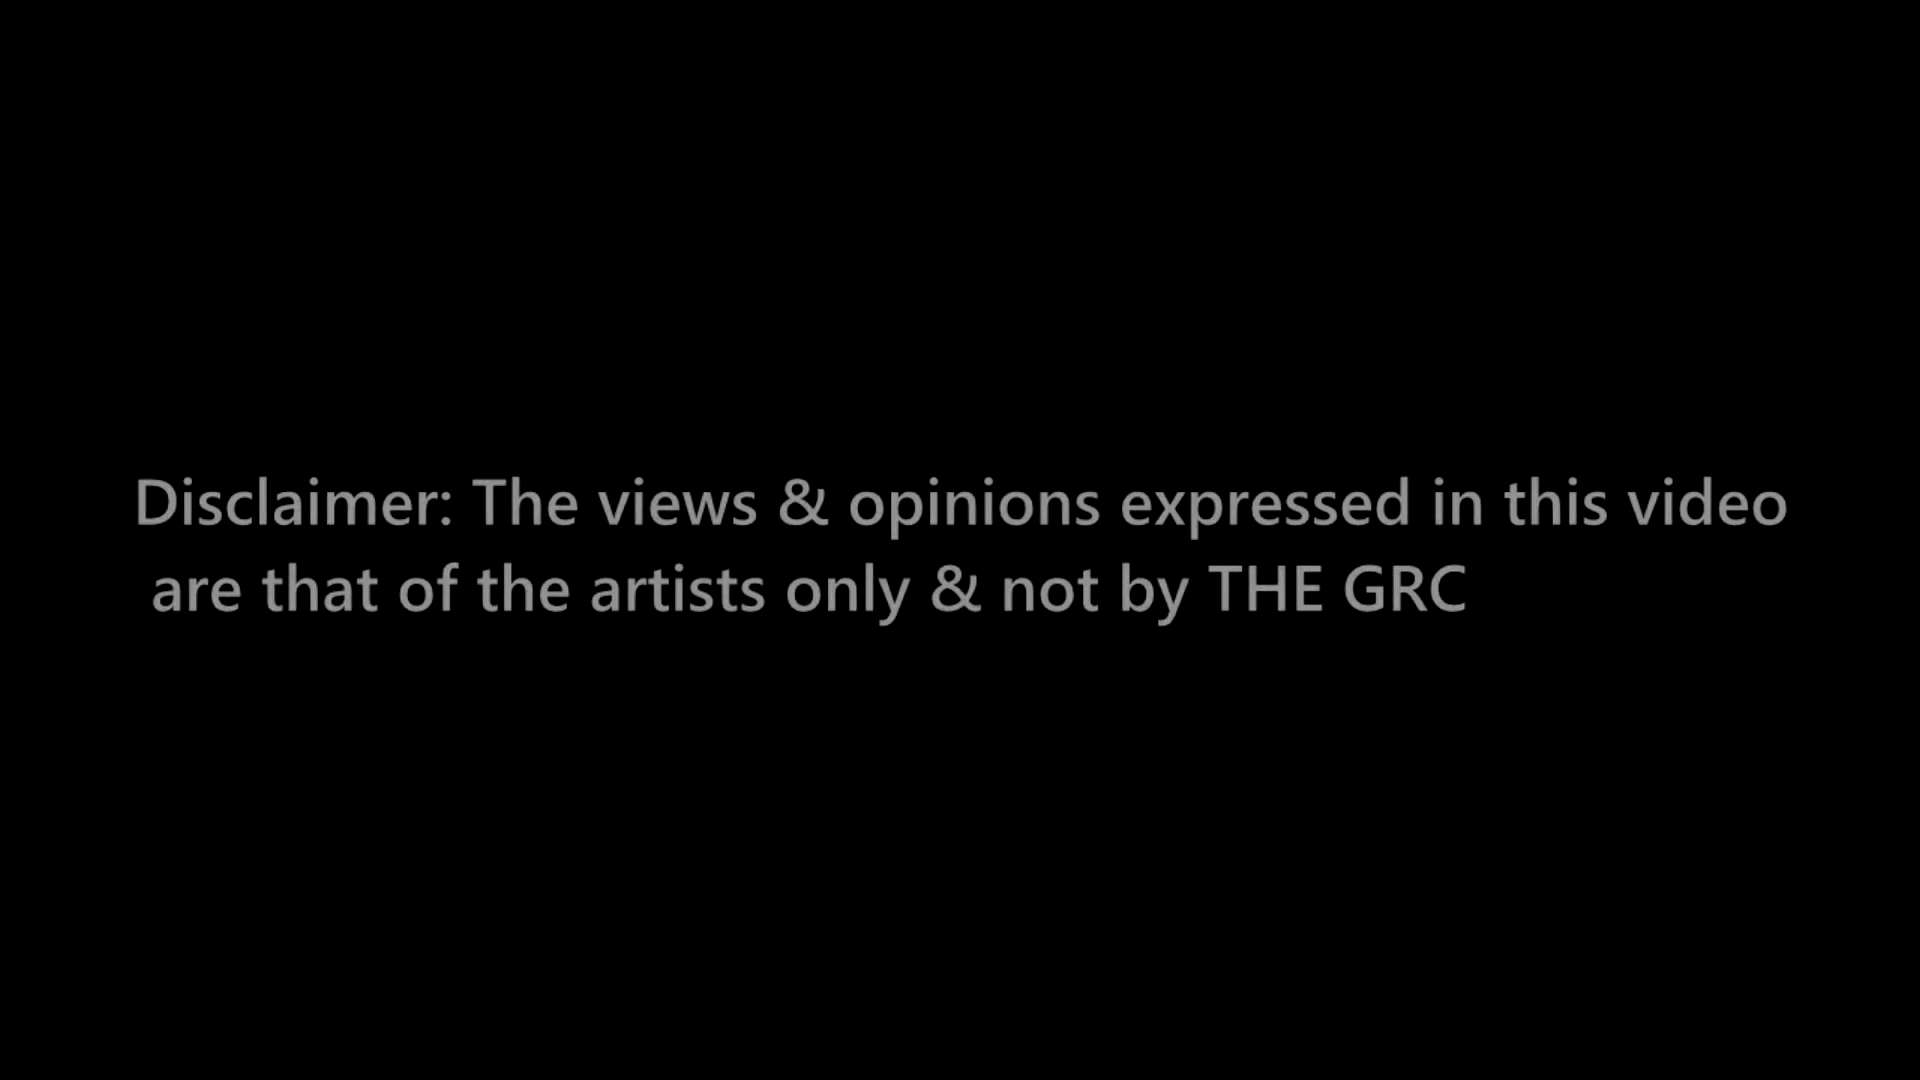 Disclaimer: The views & opinions expressed in this video
are that of the artists only & not by THE GRC